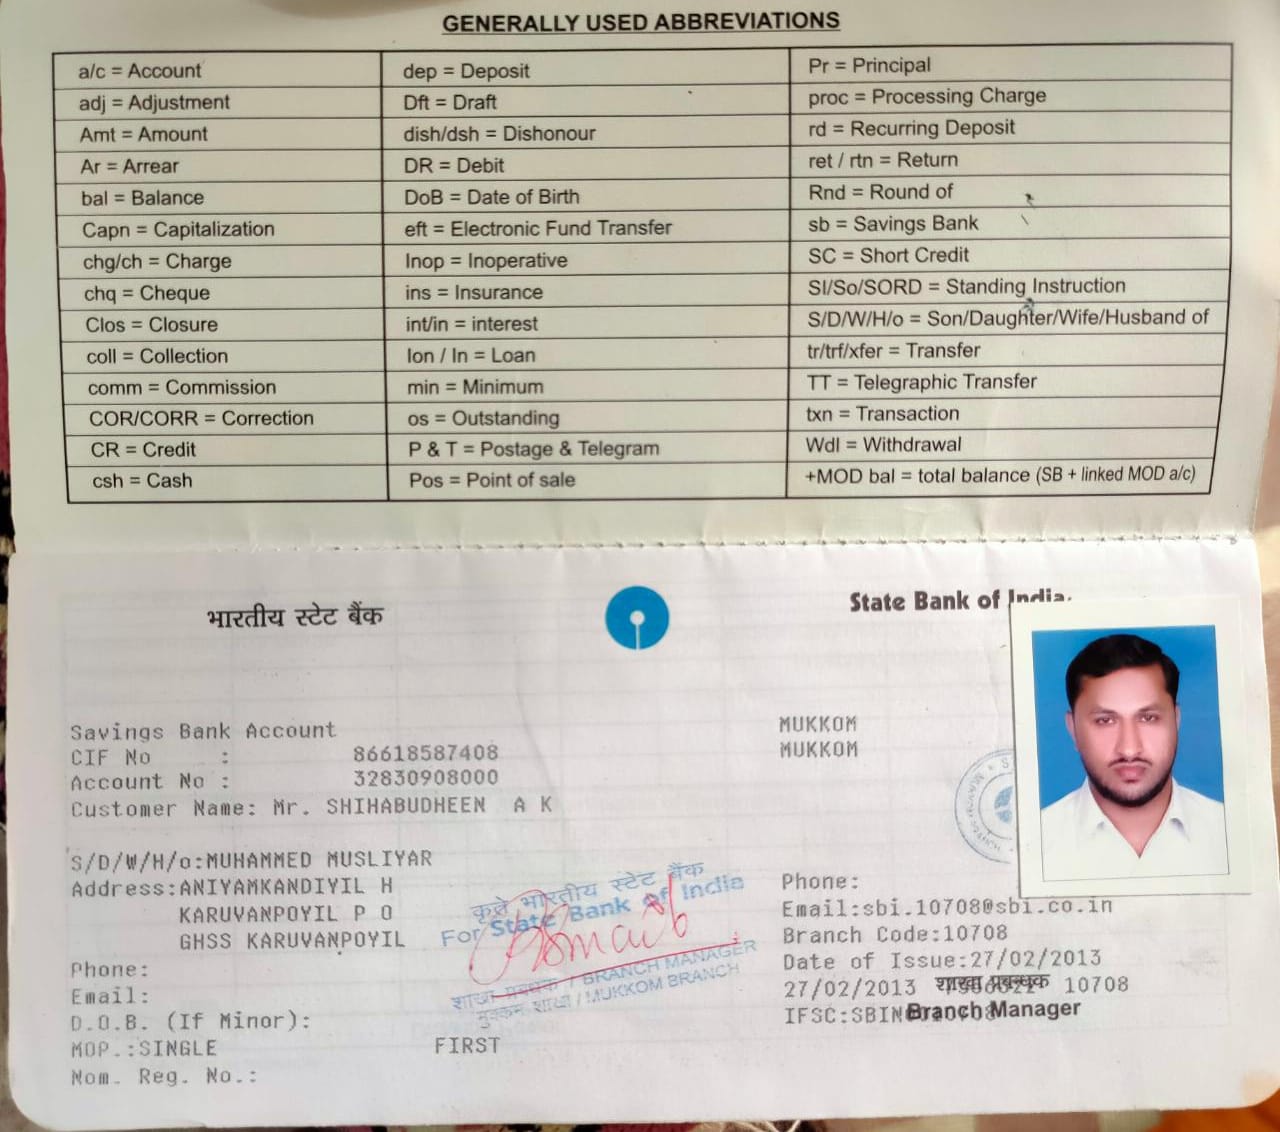 GENERALLY USED ABBREVIATIONS
a/c = Account
adj = Adjustment
Amt = Amount
Ar = Arrear
bal = Balance
Capn = Capitalization
chg/ch = Charge
chq = Cheque
Clos = Closure
coll = Collection
comm = Commission
COR/CORR = Correction
CR = Credit
csh = Cash
dep = Deposit
Dft = Draft
dish/dsh = Dishonour
DR = Debit
DoB = Date of Birth
eft = Electronic Fund Transfer
Inop = Inoperative
ins = Insurance
int/in = interest
lon / ln = Loan
min = Minimum
os = Outstanding
P & T = Postage & Telegram
Pos = Point of sale
Pr = Principal
proc = Processing Charge
rd = Recurring Deposit
ret / rtn = Return
Rnd = Round of
sb = Savings Bank
SC = Short Credit
SI/So/SORD = Standing Instruction
S/D/W/H/o = Son/Daughter/Wife/Husband of
tr/trf/xfer = Transfer
TT = Telegraphic Transfer
txn = Transaction
Wdl = Withdrawal
+MOD bal = total balance (SB + linked MOD a/c)
भारतीय स्टेट बैंक
State Bank of India
Savings Bank Account
CIF No : 86618587408
Account No : 32830908000
Customer Name: Mr. SHIHABUDHEEN A K
S/D/W/H/o:MUHAMMED MUSLIYAR
Address:ANIYAMKANDIYIL H
KARUVANPOYIL P O
GHSS KARUVANPOYIL
Phone:
Email:
D.O.B. (If Minor):
MOP.:SINGLE FIRST
Nom. Reg. No.:
कृते भारतीय स्टेट बैंक
For State Bank of India
शाखा प्रबन्धक / BRANCH MANAGER
मुक्कम शाखा / MUKKOM BRANCH
MUKKOM
MUKKOM
Phone:
Email:sbi.10708@sbi.co.in
Branch Code:10708
Date of Issue:27/02/2013
27/02/2013 शाखा प्रबन्धक 10708
IFSC: Branch Manager